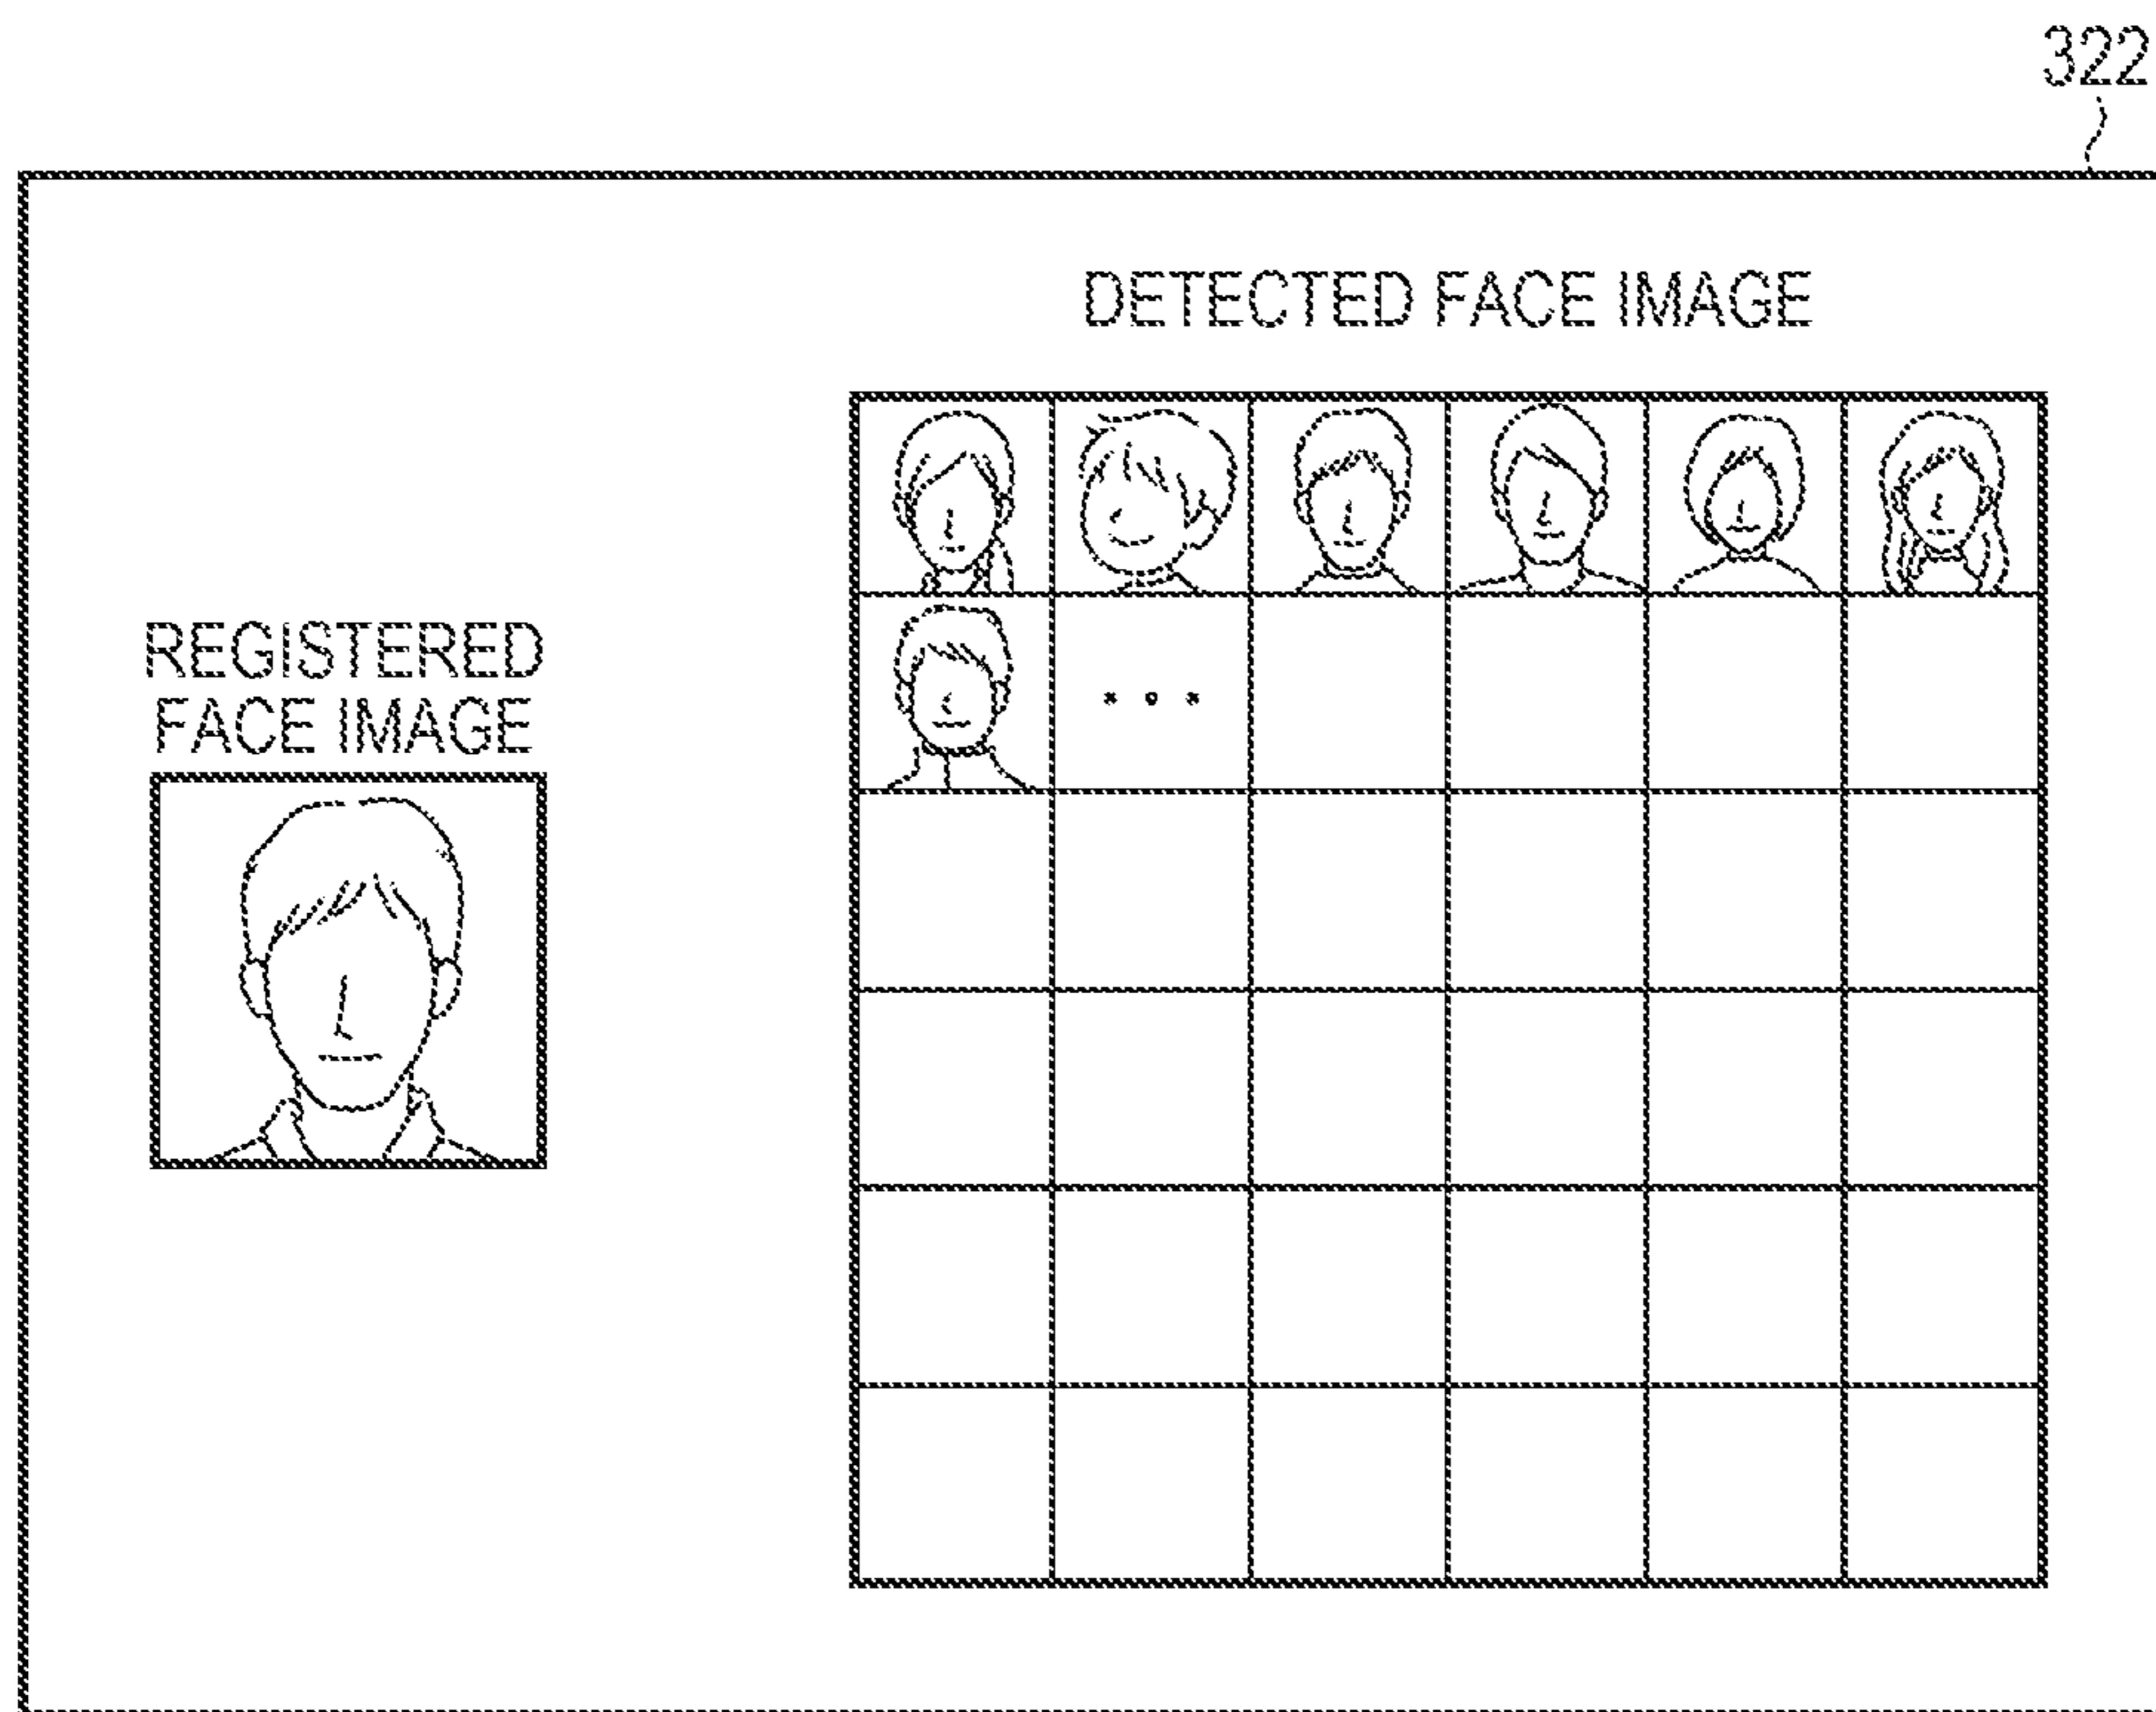 322
DETECTED FACE IMAGE
REGISTERED
FACE IMAGE
...